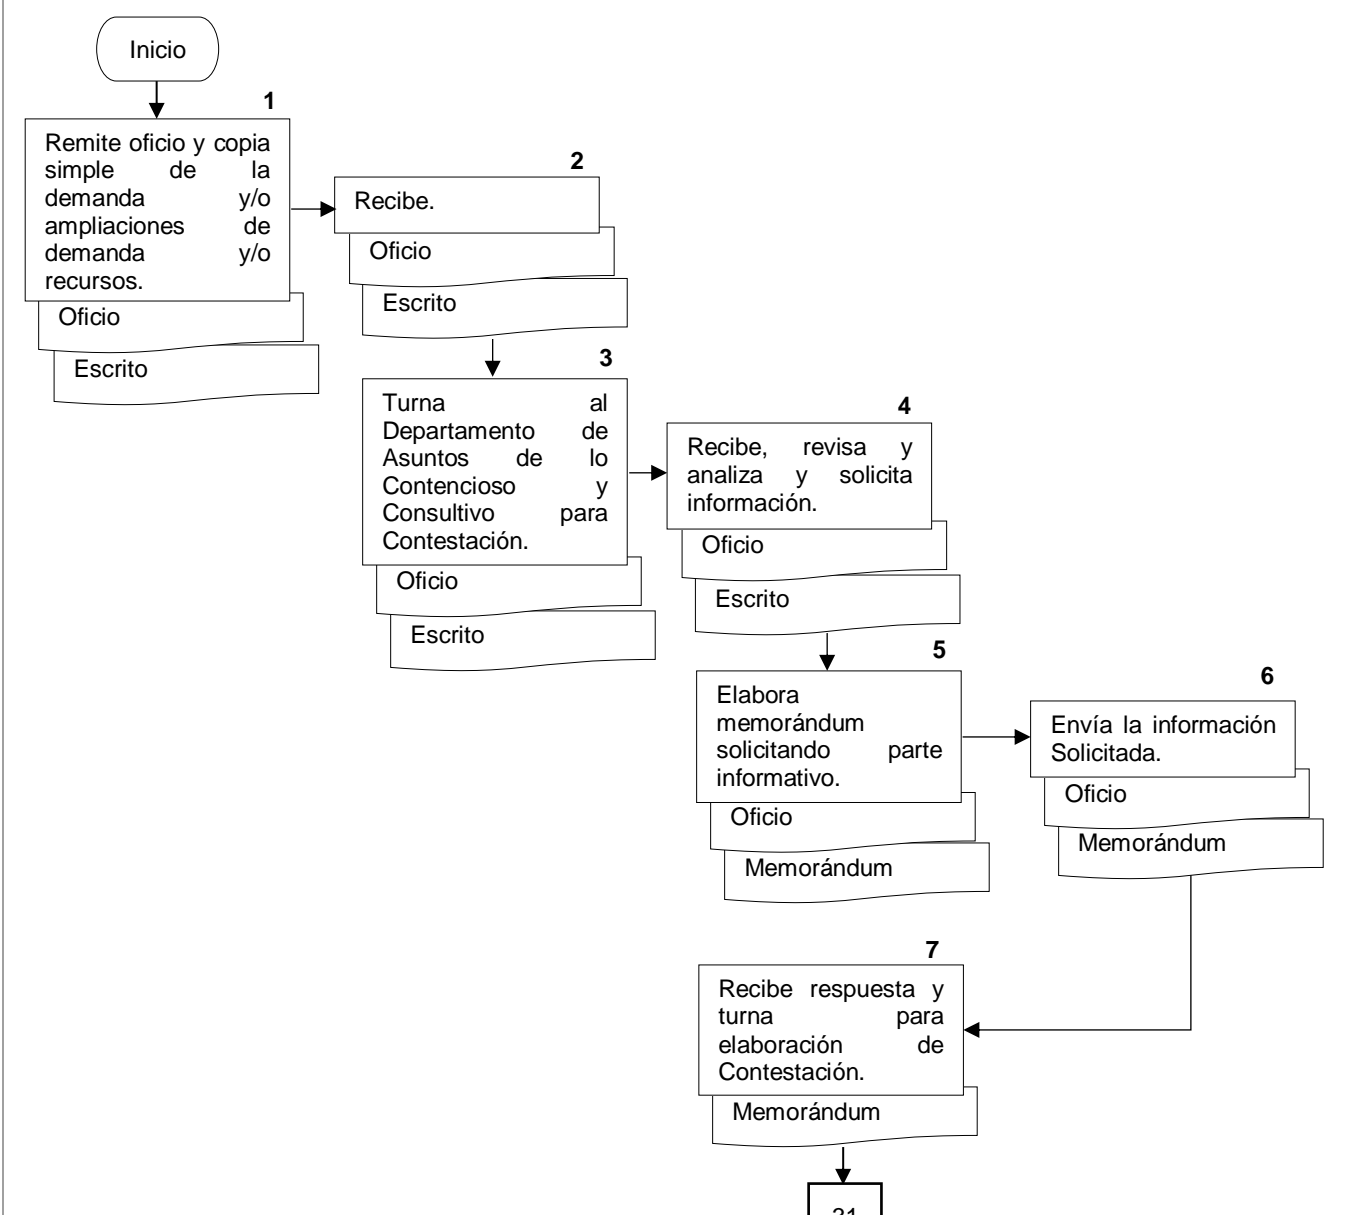 Inicio
1
Remite oficio y copia
simple de la
demanda y/o
ampliaciones de
demanda y/o
recursos.
Oficio
Escrito
2
Recibe.
Oficio
Escrito
3
Turna al
Departamento de
Asuntos de lo
Contencioso y
Consultivo para
Contestación.
Oficio
Escrito
4
Recibe, revisa y
analiza y solicita
información.
Oficio
Escrito
5
Elabora
memorándum
solicitando parte
informativo.
Oficio
Memorándum
6
Envía la información
Solicitada.
Oficio
Memorándum
7
Recibe respuesta y
turna para
elaboración de
Contestación.
Memorándum